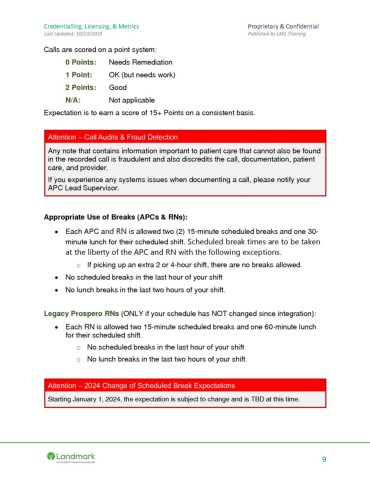 Credentialling, Licensing, & Metrics Proprietary & Confidential
Last Updated: 10/23/2023 Published by LMS Training
Calls are scored on a point system:
0 Points: Needs Remediation
1 Point: OK (but needs work)
2 Points: Good
N/A: Not applicable
Expectation is to earn a score of 15+ Points on a consistent basis.
Attention – Call Audits & Fraud Detection
Any note that contains information important to patient care that cannot also be found
in the recorded call is fraudulent and also discredits the call, documentation, patient
care, and provider.
If you experience any systems issues when documenting a call, please notify your
APC Lead Supervisor.
Appropriate Use of Breaks (APCs & RNs):
• Each APC and RN is allowed two (2) 15-minute scheduled breaks and one 30-
minute lunch for their scheduled shift. Scheduled break times are to be taken
at the liberty of the APC and RN with the following exceptions.
o If picking up an extra 2 or 4-hour shift, there are no breaks allowed.
• No scheduled breaks in the last hour of your shift
• No lunch breaks in the last two hours of your shift.
Legacy Prospero RNs (ONLY if your schedule has NOT changed since integration):
• Each RN is allowed two 15-minute scheduled breaks and one 60-minute lunch
for their scheduled shift.
o No scheduled breaks in the last hour of your shift
o No lunch breaks in the last two hours of your shift.
Attention – 2024 Change of Scheduled Break Expectations
Starting January 1, 2024, the expectation is subject to change and is TBD at this time.
Landmark
9